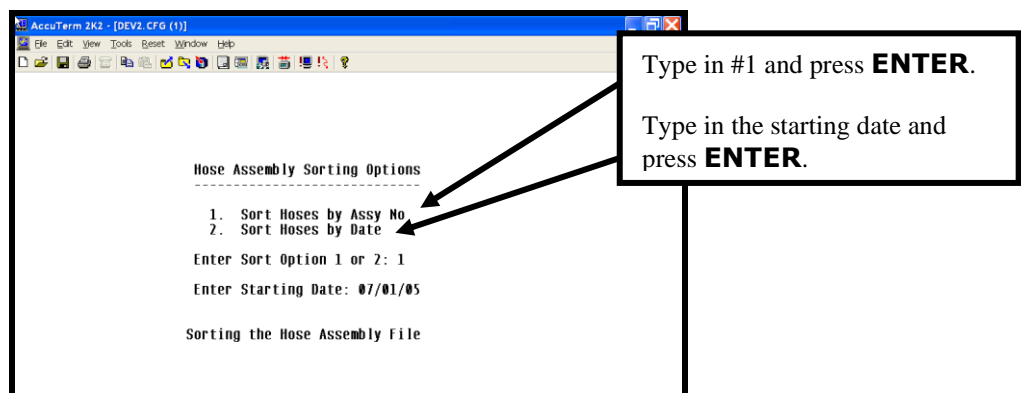 AccuTerm 2K2 - [DEV2.CFG (1)]
File Edit View Tools Reset Window Help
Type in #1 and press ENTER.
Type in the starting date and
press ENTER.
Hose Assembly Sorting Options
-----------------------------
1. Sort Hoses by Assy No
2. Sort Hoses by Date
Enter Sort Option 1 or 2: 1
Enter Starting Date: 07/01/05
Sorting the Hose Assembly File